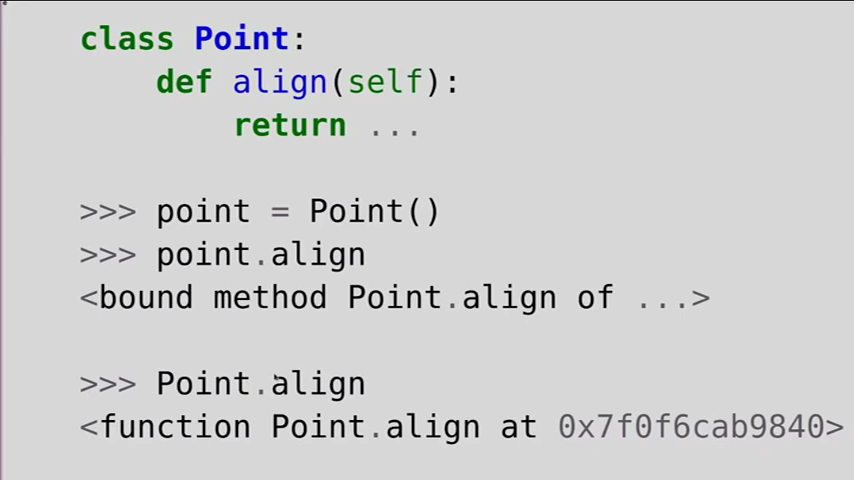 class Point:
    def align(self):
        return ...
>>> point = Point()
>>> point.align
<bound method Point.align of ...>
>>> Point.align
<function Point.align at 0x7f0f6cab9840>